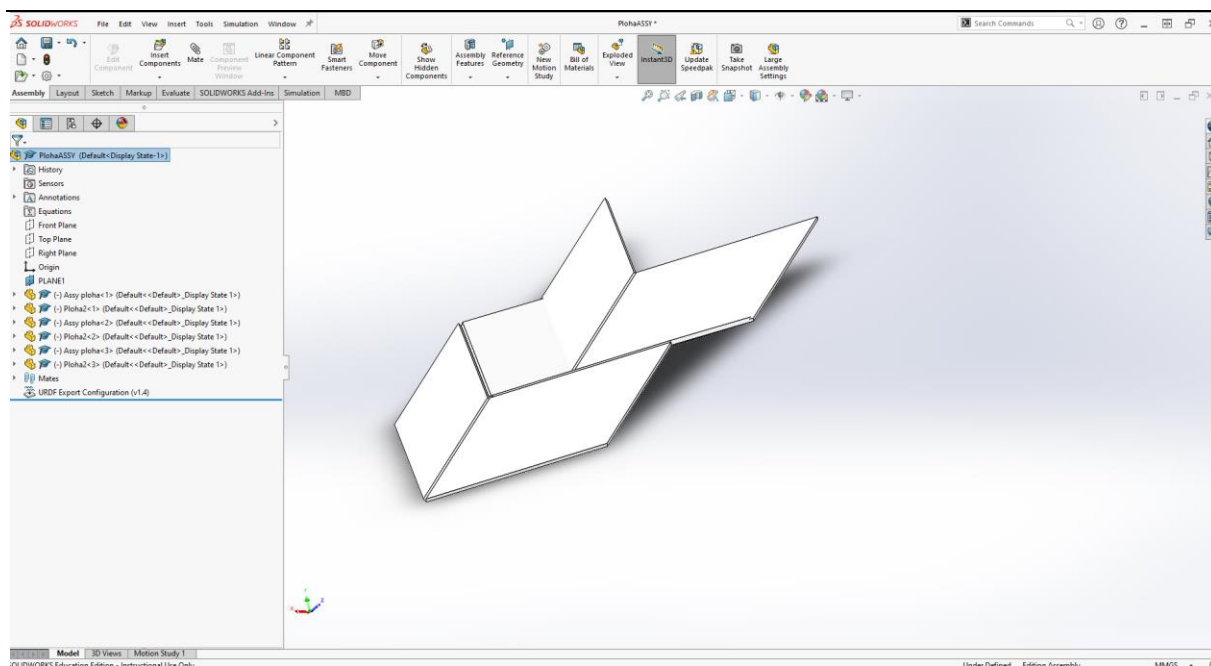 SOLIDWORKS File Edit View Insert Tools Simulation Window PlohaASSY * Search Commands
Edit Component
Insert Components
Mate
Component Preview Window
Linear Component Pattern
Smart Fasteners
Move Component
Show Hidden Components
Assembly Features
Reference Geometry
New Motion Study
Bill of Materials
Exploded View
Instant3D
Update Speedpak
Take Snapshot
Large Assembly Settings
Assembly Layout Sketch Markup Evaluate SOLIDWORKS Add-Ins Simulation MBD
PlohaASSY (Default<Display State-1>)
History
Sensors
Annotations
Equations
Front Plane
Top Plane
Right Plane
Origin
PLANE1
(-) Assy ploha<1> (Default<<Default>_Display State 1>)
(-) Ploha2<1> (Default<<Default>_Display State 1>)
(-) Assy ploha<2> (Default<<Default>_Display State 1>)
(-) Ploha2<2> (Default<<Default>_Display State 1>)
(-) Assy ploha<3> (Default<<Default>_Display State 1>)
(-) Ploha2<3> (Default<<Default>_Display State 1>)
Mates
URDF Export Configuration (v1.4)
Model 3D Views Motion Study 1
SOLIDWORKS Education Edition - Instructional Use Only Under Defined Editing Assembly MMGS